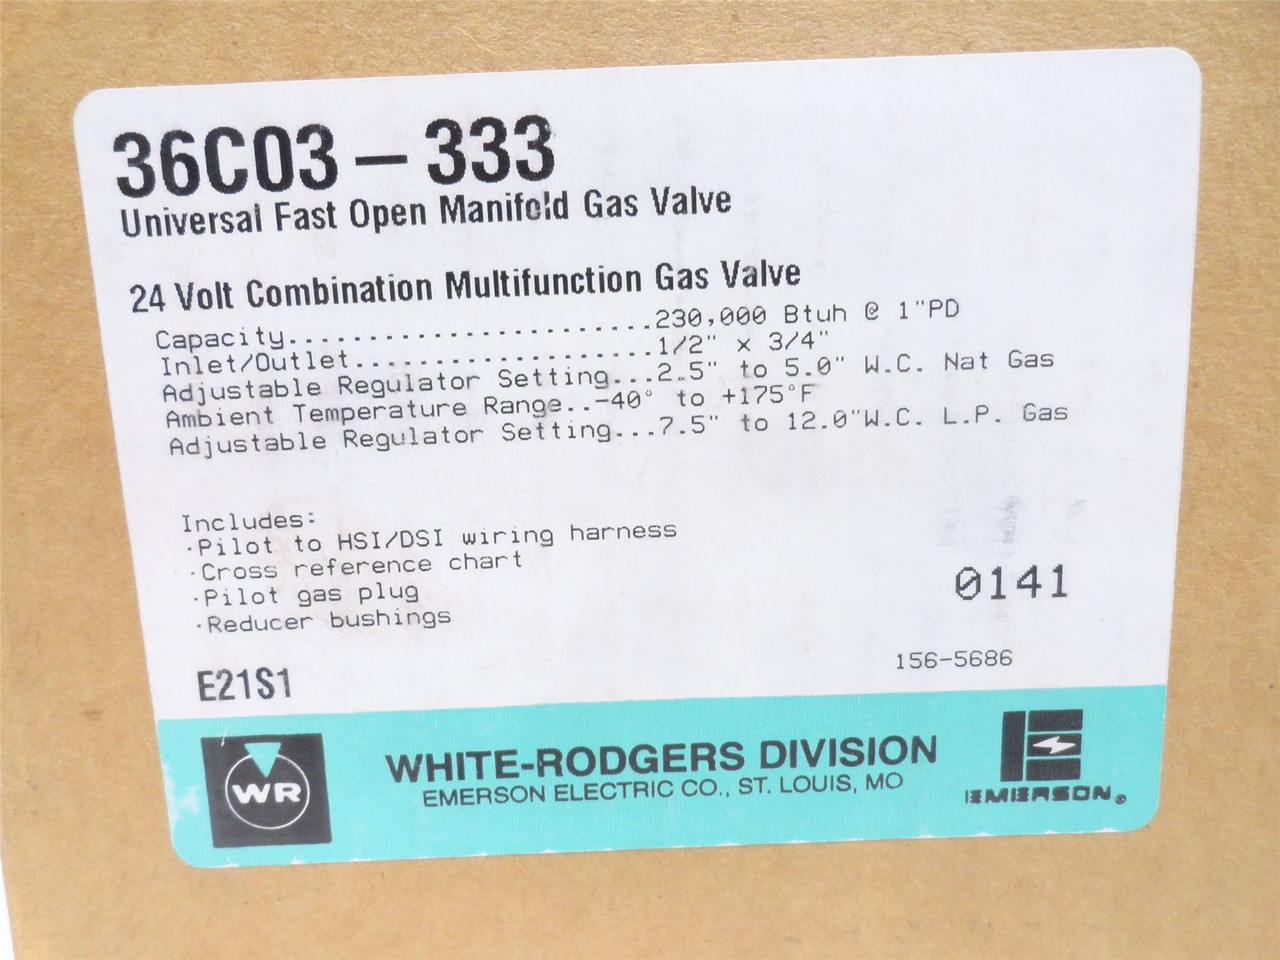 36C03 – 333
Universal Fast Open Manifold Gas Valve
24 Volt Combination Multifunction Gas Valve
Capacity.......................230,000 Btuh @ 1"PD
Inlet/Outlet...................1/2" x 3/4"
Adjustable Regulator Setting...2.5" to 5.0" W.C. Nat Gas
Ambient Temperature Range..-40° to +175°F
Adjustable Regulator Setting...7.5" to 12.0"W.C. L.P. Gas
Includes:
·Pilot to HSI/DSI wiring harness
·Cross reference chart
·Pilot gas plug
·Reducer bushings
0141
156-5686
E21S1
WR
WHITE-RODGERS DIVISION
EMERSON ELECTRIC CO., ST. LOUIS, MO
EMERSON®